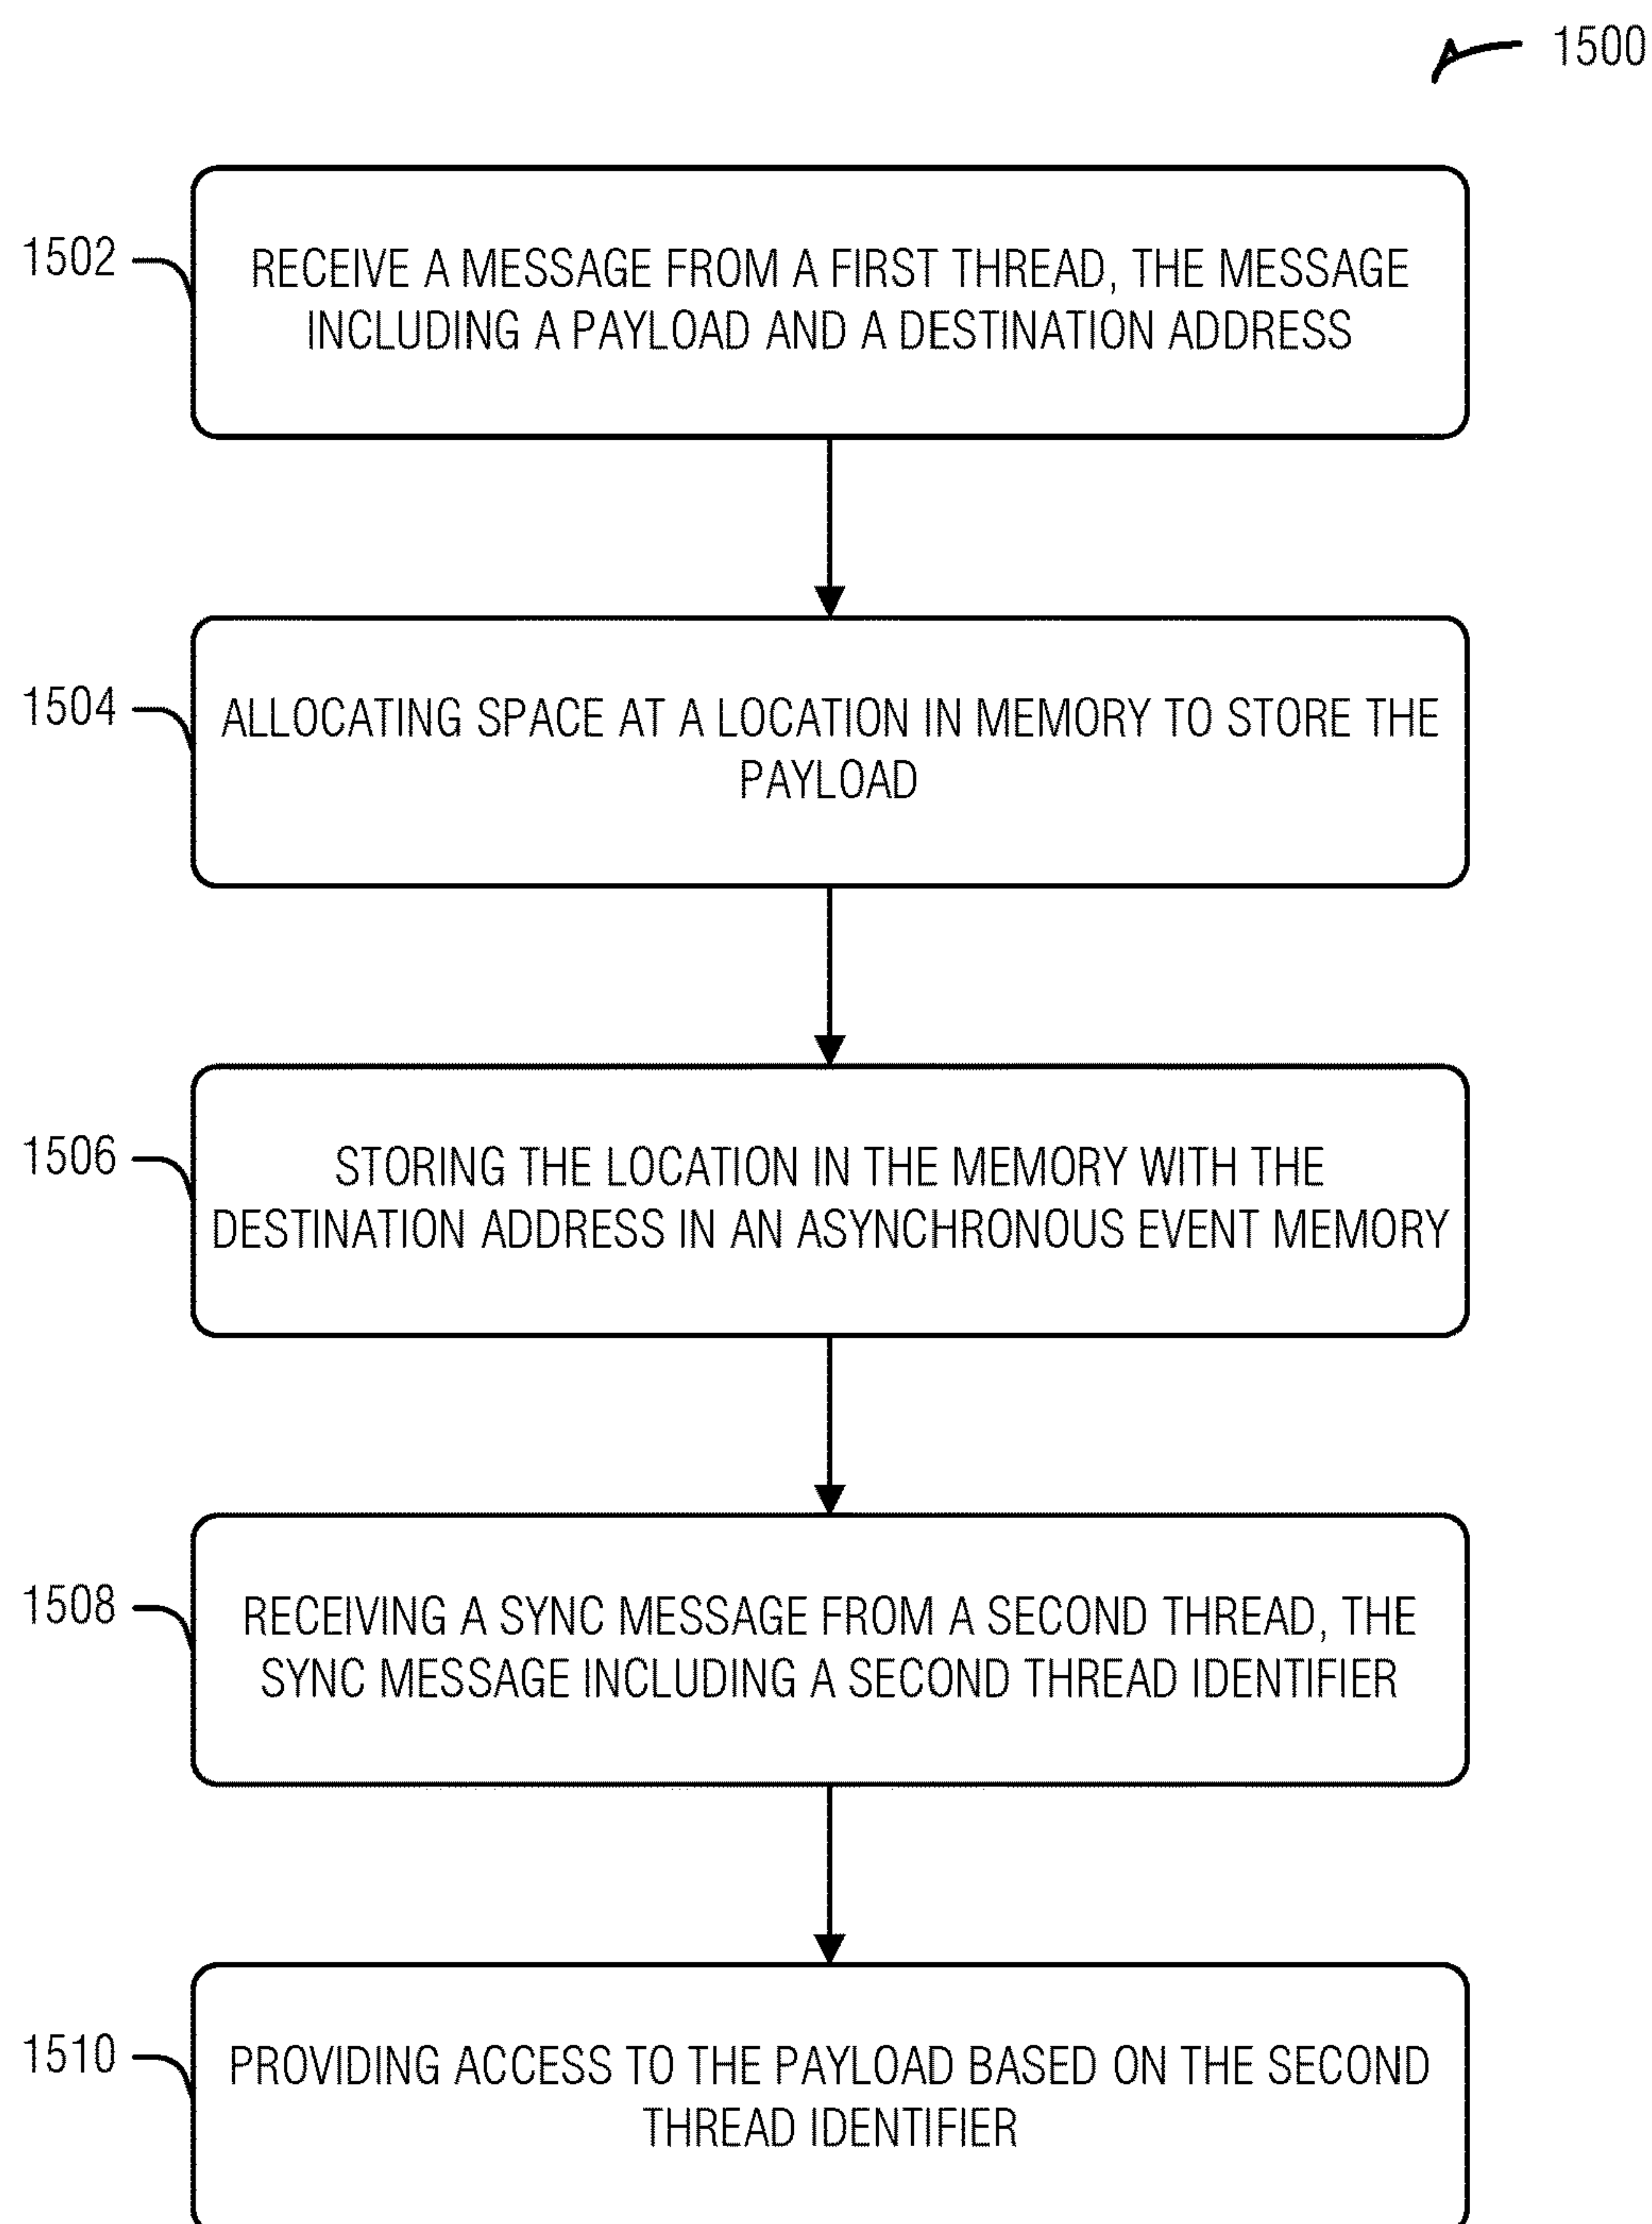 1500
1502
RECEIVE A MESSAGE FROM A FIRST THREAD, THE MESSAGE
INCLUDING A PAYLOAD AND A DESTINATION ADDRESS
1504
ALLOCATING SPACE AT A LOCATION IN MEMORY TO STORE THE
PAYLOAD
1506
STORING THE LOCATION IN THE MEMORY WITH THE
DESTINATION ADDRESS IN AN ASYNCHRONOUS EVENT MEMORY
1508
RECEIVING A SYNC MESSAGE FROM A SECOND THREAD, THE
SYNC MESSAGE INCLUDING A SECOND THREAD IDENTIFIER
1510
PROVIDING ACCESS TO THE PAYLOAD BASED ON THE SECOND
THREAD IDENTIFIER